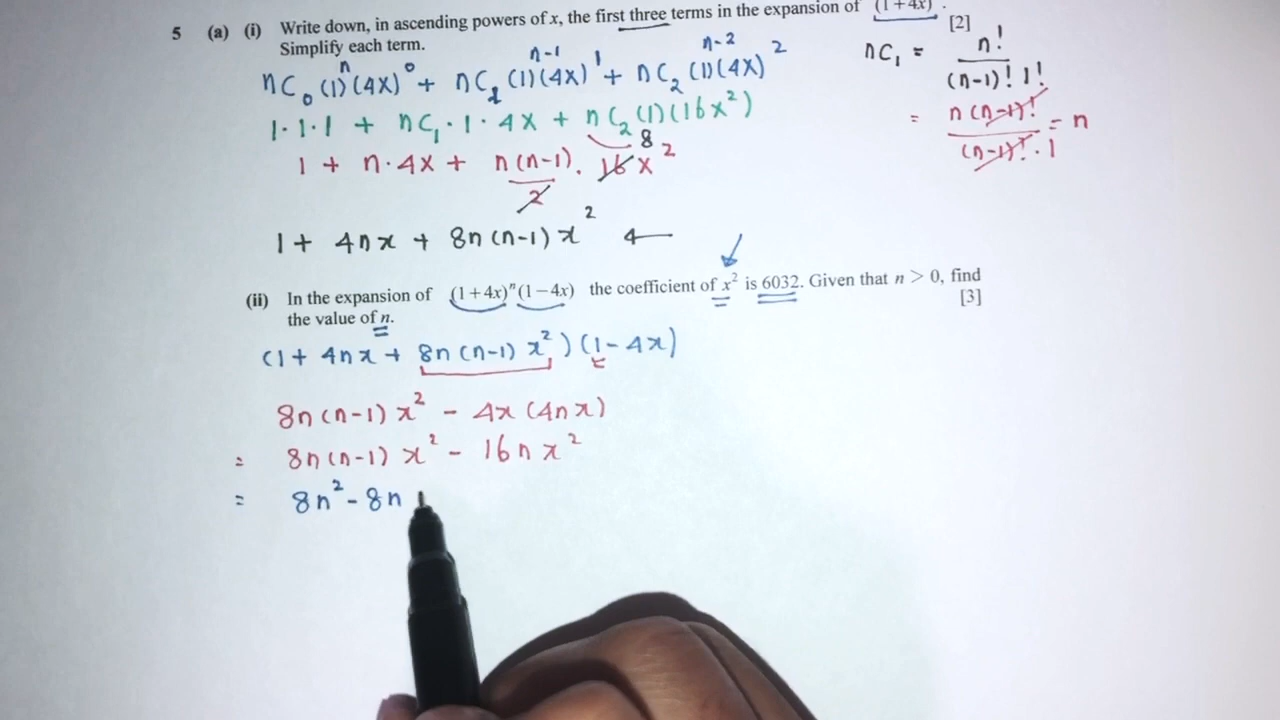 5 (a) (i) Write down, in ascending powers of x, the first three terms in the expansion of (1 + 4x) .
Simplify each term. [2]
nC₀ (1)ⁿ (4x)⁰ + nC₁ (1)ⁿ⁻¹ (4x)¹ + nC₂ (1)ⁿ⁻² (4x)²
1 · 1 · 1 + nC₁ · 1 · 4x + nC₂ (1) (16x²)
1 + n · 4x + n(n-1)/2 · 16x² 8
1 + 4nx + 8n(n-1)x² ←
nC₁ = n!/(n-1)! 1!
= n(n-1)!/(n-1)! · 1 = n
(ii) In the expansion of (1 + 4x)ⁿ(1 − 4x) the coefficient of x² is 6032. Given that n > 0, find
the value of n. [3]
(1 + 4nx + 8n(n-1)x²)(1 - 4x)
8n(n-1)x² - 4x(4nx)
= 8n(n-1)x² - 16nx²
= 8n² - 8n